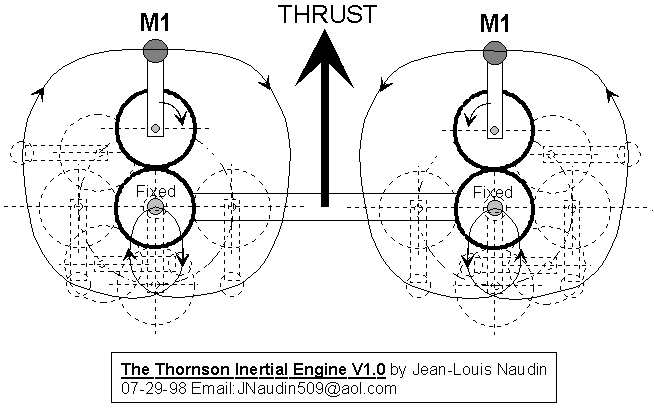 THRUST
M1
M1
Fixed
Fixed
The Thornson Inertial Engine V1.0 by Jean-Louis Naudin
07-29-98 Email:JNaudin509@aol.com